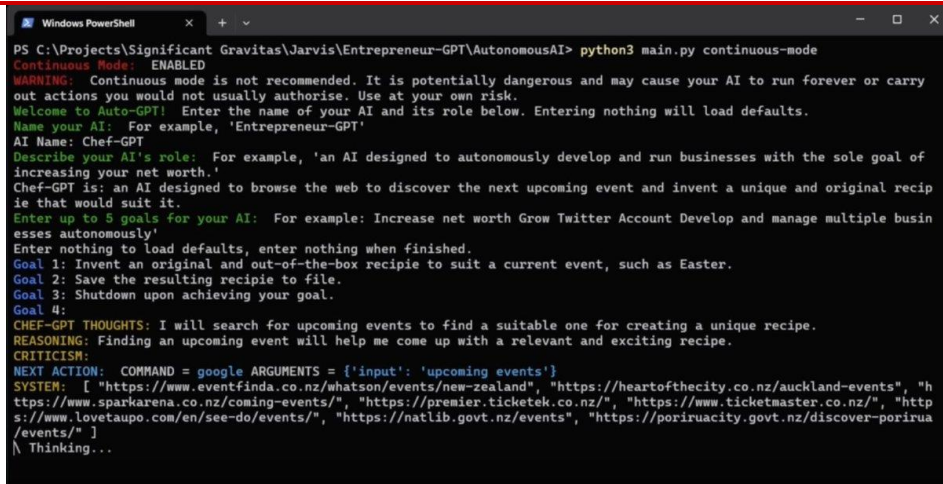 Windows PowerShell
PS C:\Projects\Significant Gravitas\Jarvis\Entrepreneur-GPT\AutonomousAI> python3 main.py continuous-mode
Continuous Mode: ENABLED
WARNING: Continuous mode is not recommended. It is potentially dangerous and may cause your AI to run forever or carry
out actions you would not usually authorise. Use at your own risk.
Welcome to Auto-GPT! Enter the name of your AI and its role below. Entering nothing will load defaults.
Name your AI: For example, 'Entrepreneur-GPT'
AI Name: Chef-GPT
Describe your AI's role: For example, 'an AI designed to autonomously develop and run businesses with the sole goal of
increasing your net worth.'
Chef-GPT is: an AI designed to browse the web to discover the next upcoming event and invent a unique and original recip
ie that would suit it.
Enter up to 5 goals for your AI: For example: Increase net worth Grow Twitter Account Develop and manage multiple busin
esses autonomously'
Enter nothing to load defaults, enter nothing when finished.
Goal 1: Invent an original and out-of-the-box recipie to suit a current event, such as Easter.
Goal 2: Save the resulting recipie to file.
Goal 3: Shutdown upon achieving your goal.
Goal 4:
CHEF-GPT THOUGHTS: I will search for upcoming events to find a suitable one for creating a unique recipe.
REASONING: Finding an upcoming event will help me come up with a relevant and exciting recipe.
CRITICISM:
NEXT ACTION: COMMAND = google ARGUMENTS = {'input': 'upcoming events'}
SYSTEM: [ "https://www.eventfinda.co.nz/whatson/events/new-zealand", "https://heartofthecity.co.nz/auckland-events", "h
ttps://www.sparkarena.co.nz/coming-events/", "https://premier.ticketek.co.nz/", "https://www.ticketmaster.co.nz/", "http
s://www.lovetaupo.com/en/see-do/events/", "https://natlib.govt.nz/events", "https://poriruacity.govt.nz/discover-porirua
/events/" ]
\ Thinking...